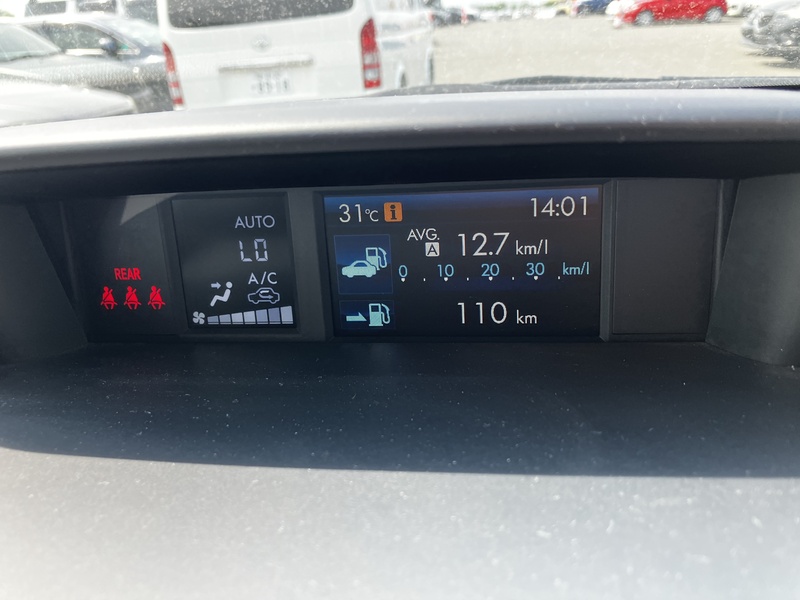 REAR
AUTO
LO
A/C
31°C i 14:01
AVG.
A 12.7 km/l
0 10 20 30 km/l
110 km